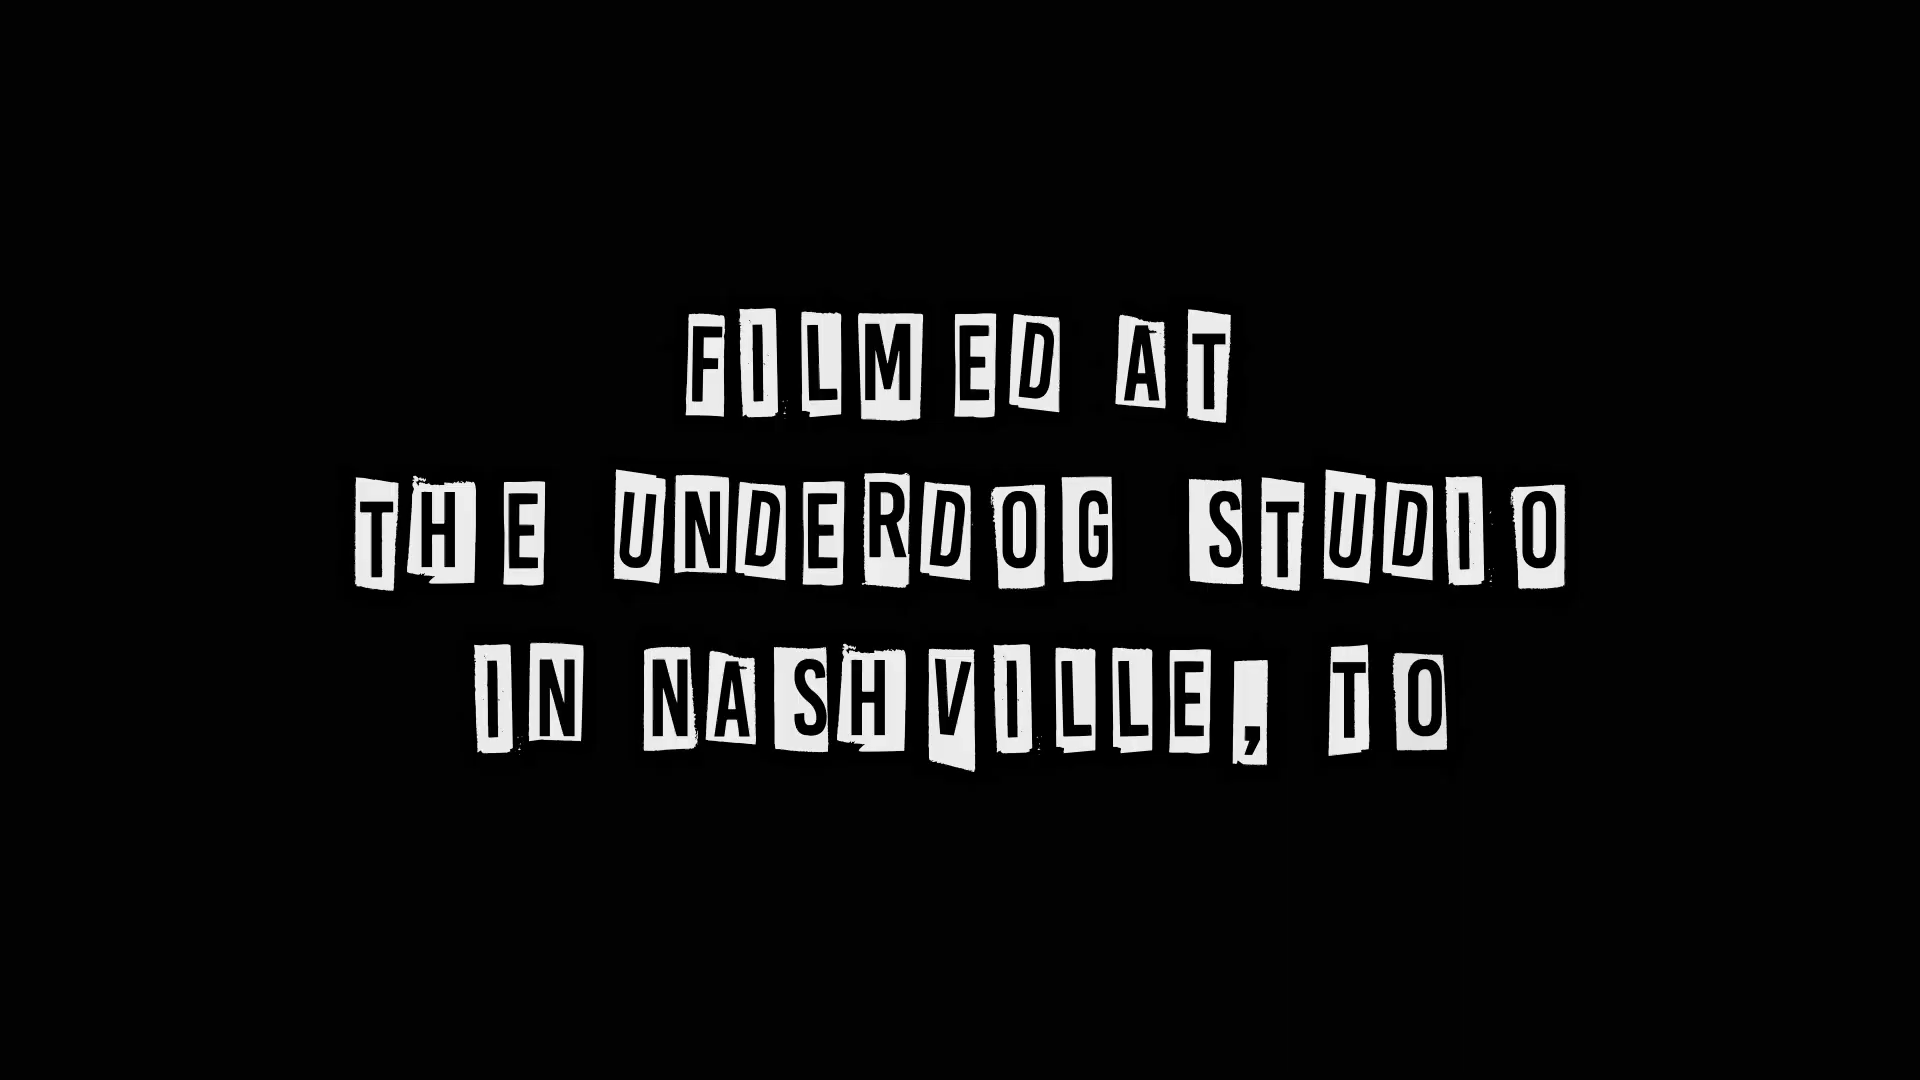 FILMED AT
THE UNDERDOG STUDIO
IN NASHVILLE, TO